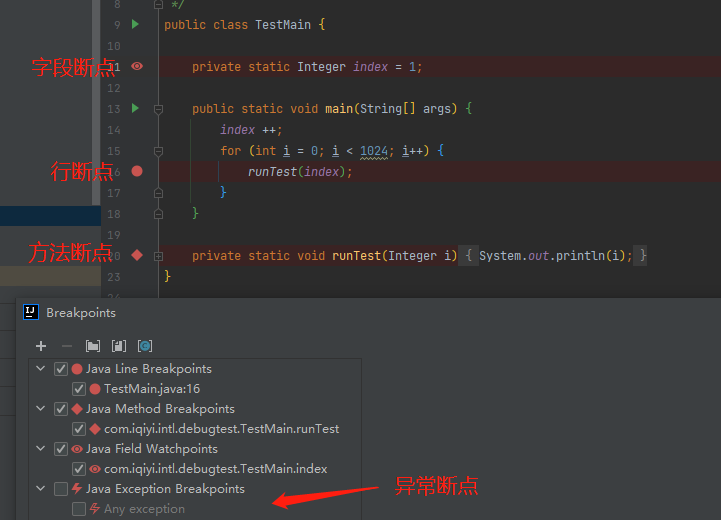 8 */
9 public class TestMain {
10
字段断点 11 private static Integer index = 1;
12
13 public static void main(String[] args) {
14 index ++;
15 for (int i = 0; i < 1024; i++) {
行断点 16 runTest(index);
17 }
18 }
19
方法断点 20 private static void runTest(Integer i) { System.out.println(i); }
23 }
24
IJ Breakpoints
Java Line Breakpoints
TestMain.java:16
Java Method Breakpoints
com.iqiyi.intl.debugtest.TestMain.runTest
Java Field Watchpoints
com.iqiyi.intl.debugtest.TestMain.index
Java Exception Breakpoints
异常断点
Any exception